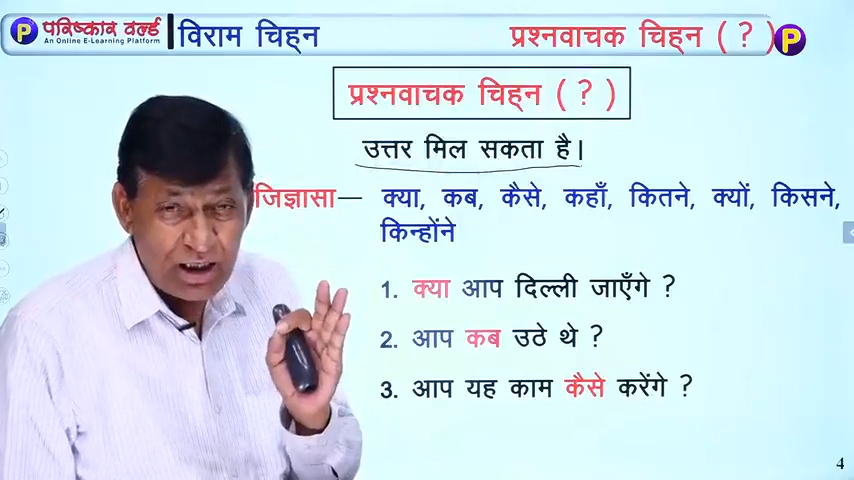 परिष्कार वर्ल्ड
An Online E-Learning Platform
विराम चिह्न
प्रश्नवाचक चिह्न ( ? )
प्रश्नवाचक चिह्न ( ? )
उत्तर मिल सकता है।
जिज्ञासा— क्या, कब, कैसे, कहाँ, कितने, क्यों, किसने,
किन्होंने
1. क्या आप दिल्ली जाएँगे ?
2. आप कब उठे थे ?
3. आप यह काम कैसे करेंगे ?
4